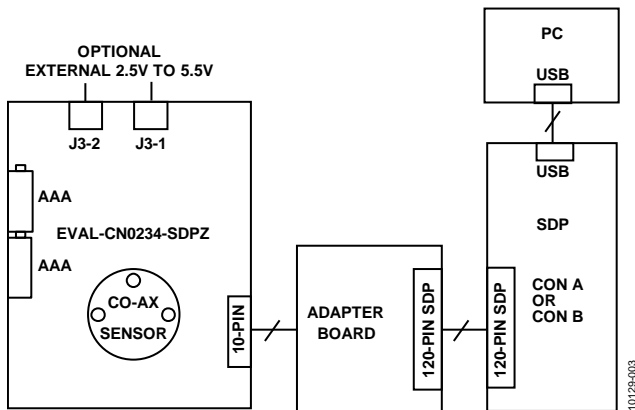 OPTIONAL
EXTERNAL 2.5V TO 5.5V
J3-2
J3-1
AAA
EVAL-CN0234-SDPZ
AAA
CO-AX
SENSOR
10-PIN
ADAPTER
BOARD
120-PIN SDP
120-PIN SDP
PC
USB
USB
SDP
CON A
OR
CON B
10129-003